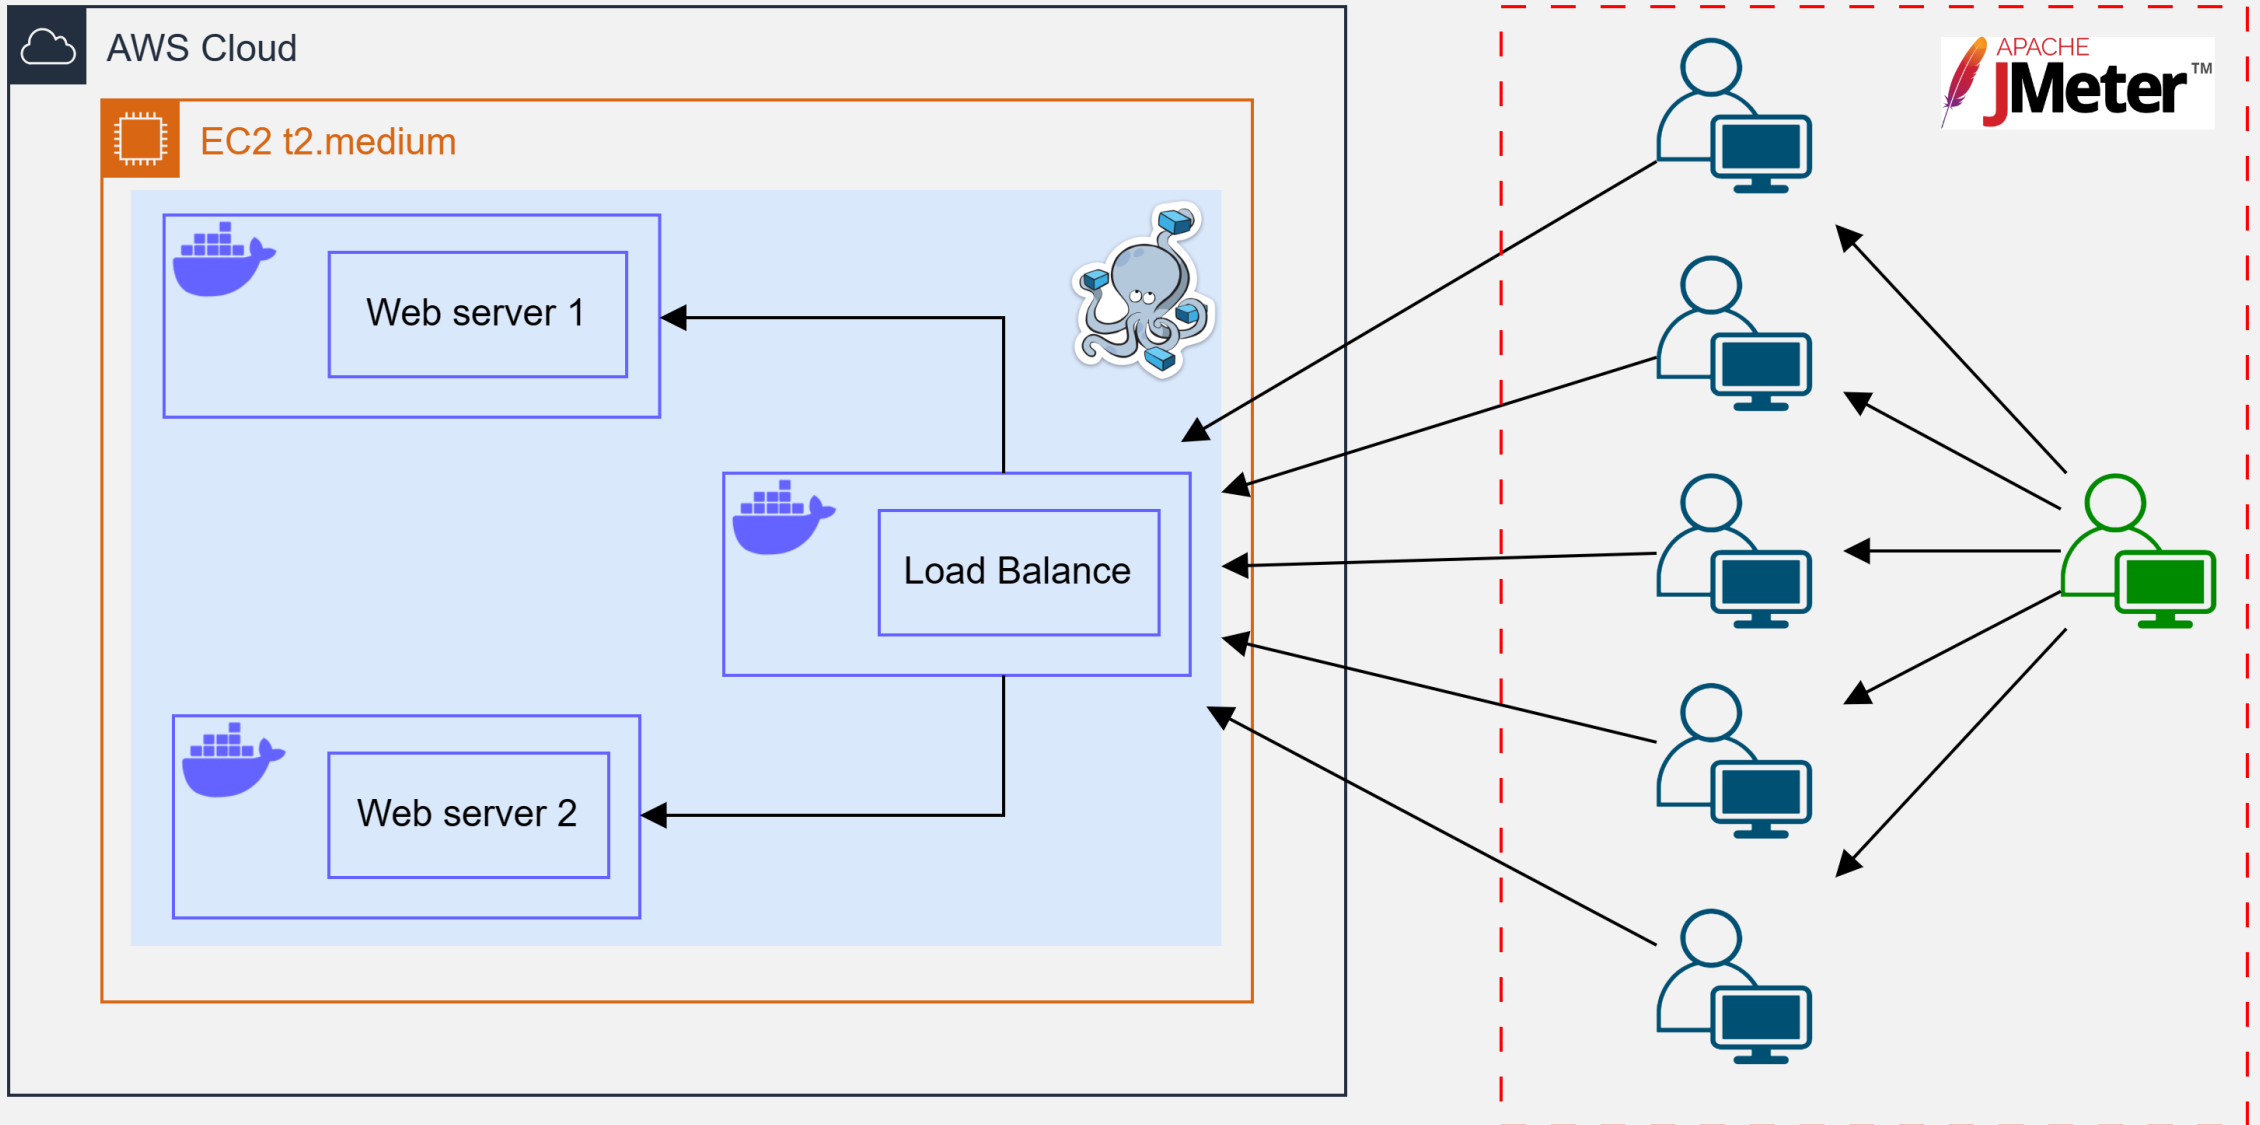 AWS Cloud
APACHE
JMeter™
EC2 t2.medium
Web server 1
Load Balance
Web server 2